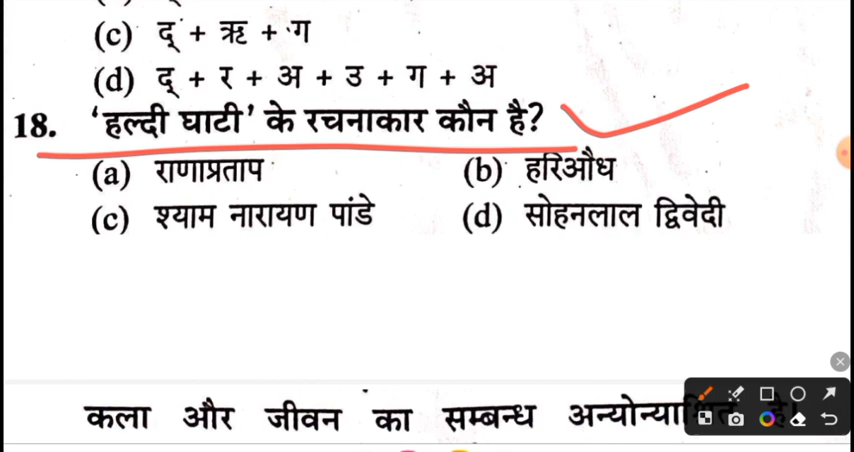 (c) द् + ऋ + ग
(d) द् + र + अ + उ + ग + अ
18. 'हल्दी घाटी' के रचनाकार कौन है?
(a) राणाप्रताप (b) हरिऔध
(c) श्याम नारायण पांडे (d) सोहनलाल द्विवेदी
कला और जीवन का सम्बन्ध अन्योन्याश्रित है।